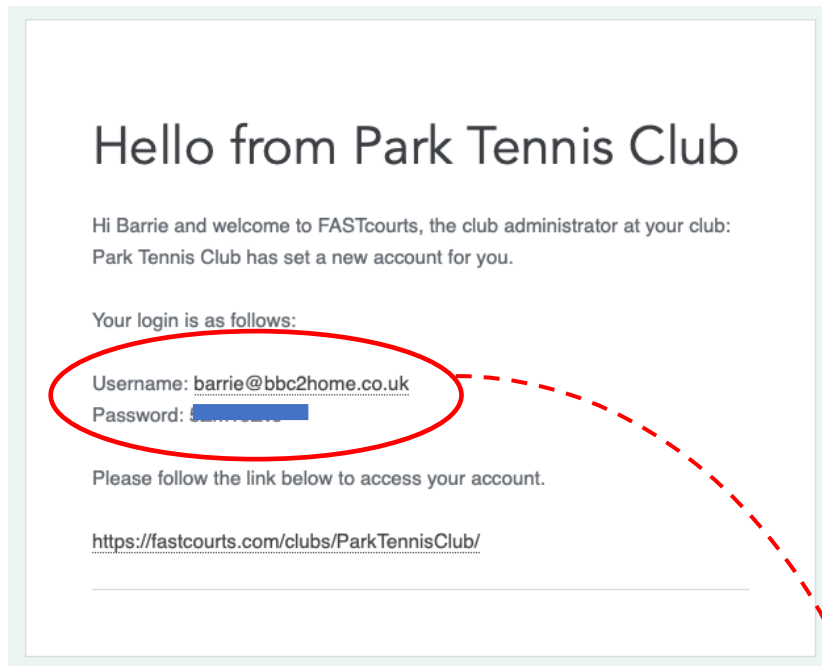 Hello from Park Tennis Club
Hi Barrie and welcome to FASTcourts, the club administrator at your club:
Park Tennis Club has set a new account for you.
Your login is as follows:
Username: barrie@bbc2home.co.uk
Password:
Please follow the link below to access your account.
https://fastcourts.com/clubs/ParkTennisClub/